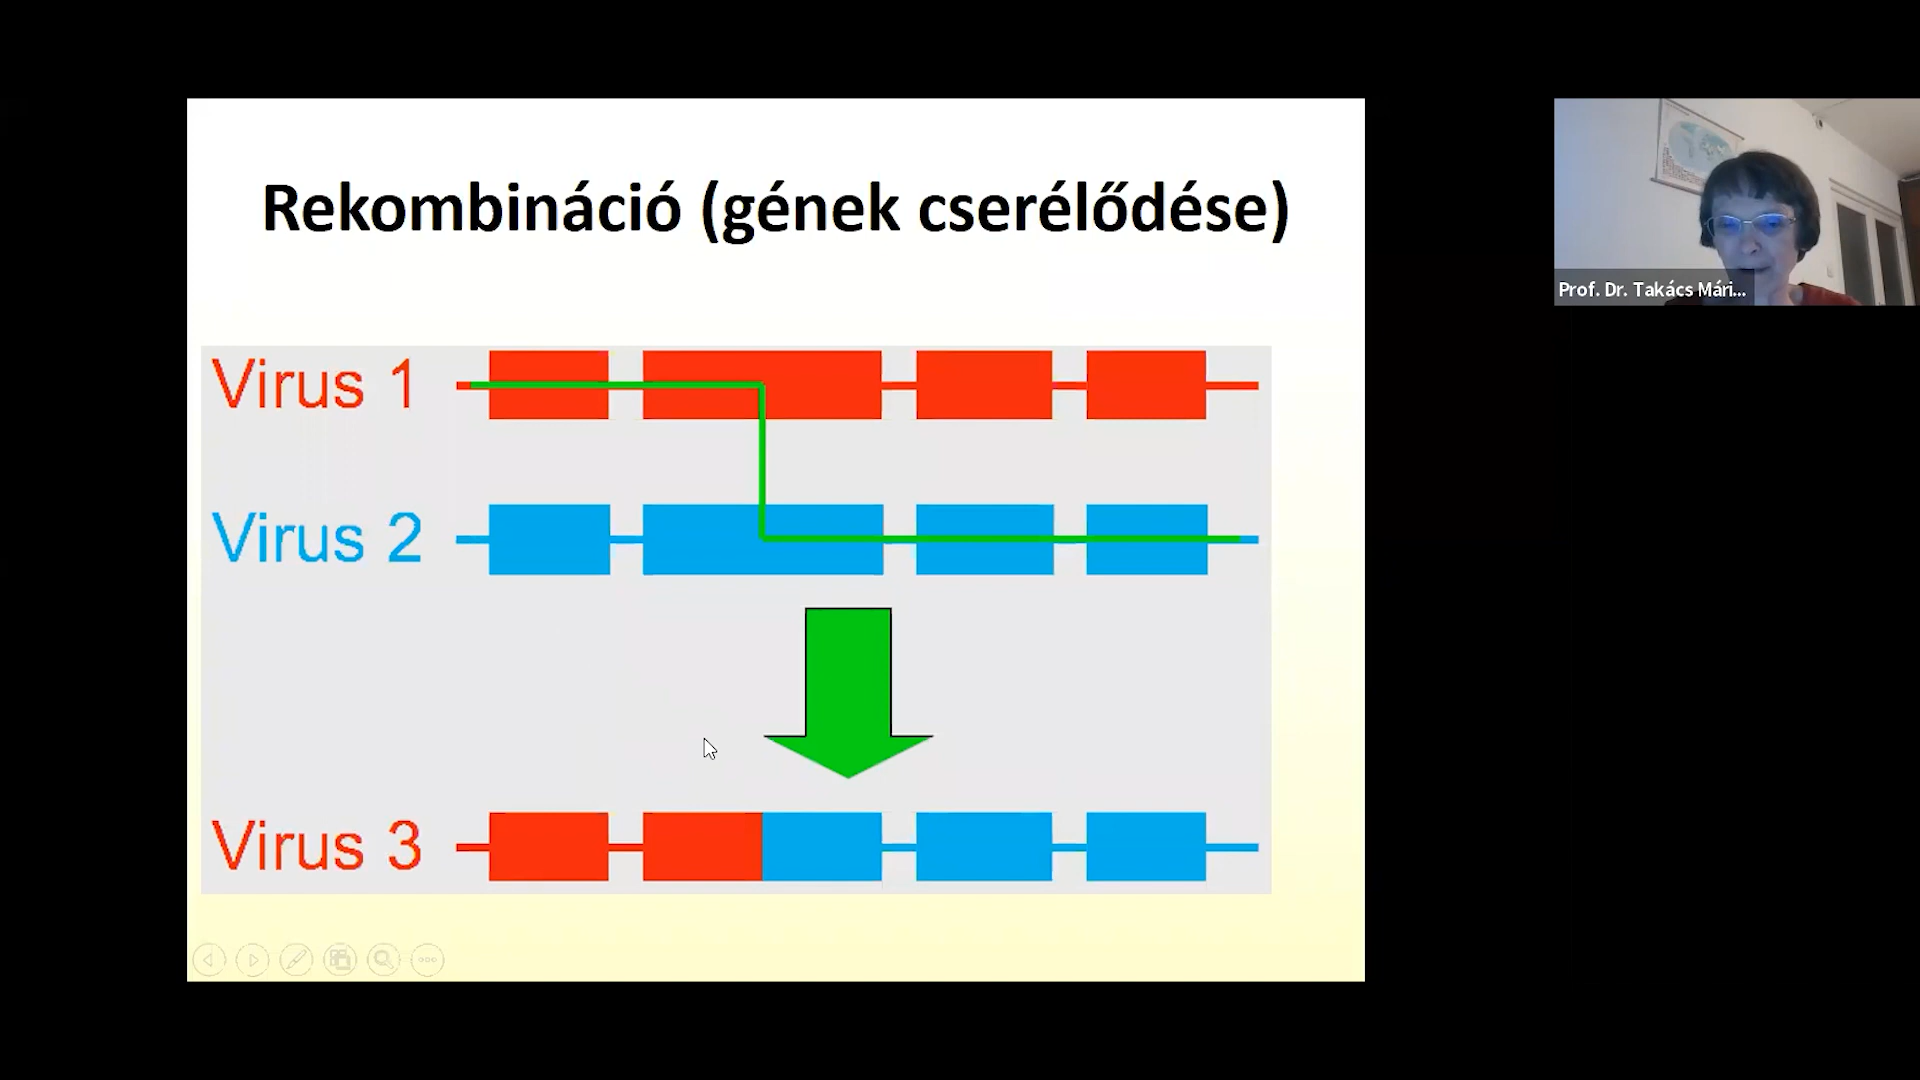 Rekombináció (gének cserélődése)
Prof. Dr. Takács Mári...
Virus 1
Virus 2
Virus 3